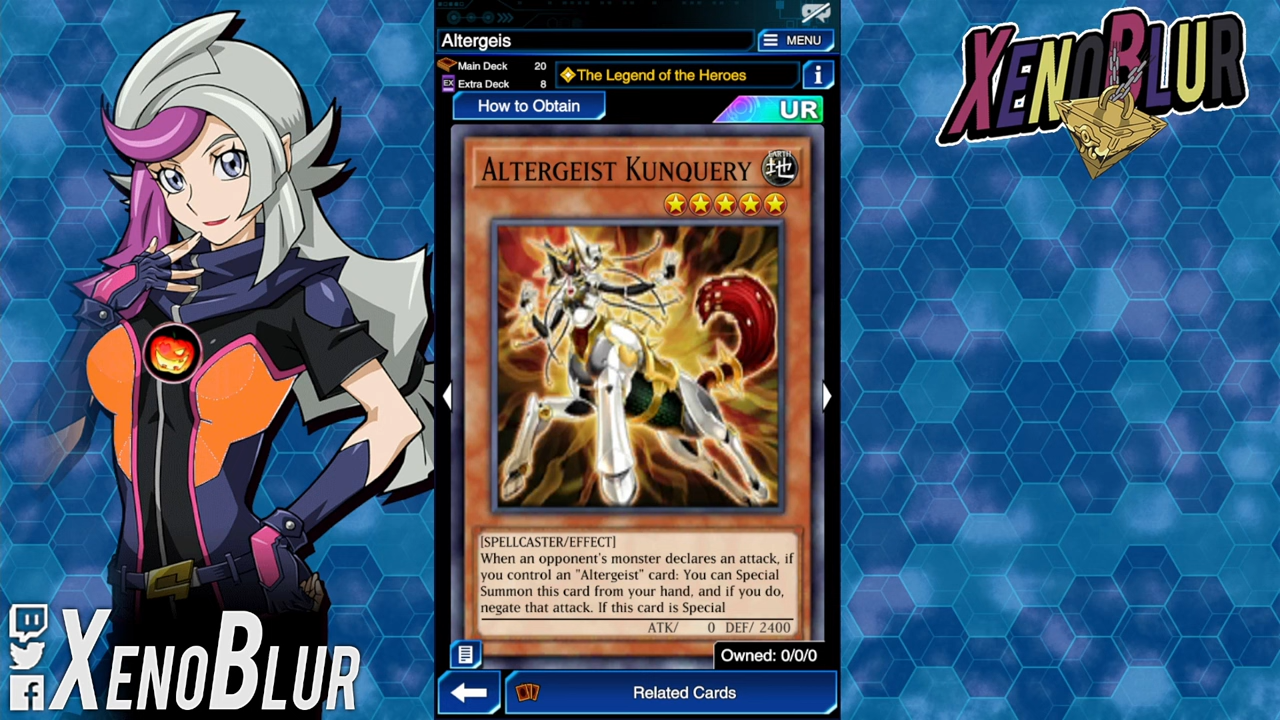 Altergeis
MENU
Main Deck 20
EX Extra Deck 8
The Legend of the Heroes
i
How to Obtain
UR
ALTERGEIST KUNQUERY
EARTH
地
[SPELLCASTER/EFFECT]
When an opponent's monster declares an attack, if
you control an "Altergeist" card: You can Special
Summon this card from your hand, and if you do,
negate that attack. If this card is Special
ATK/ 0 DEF/ 2400
Owned: 0/0/0
Related Cards
XENOBLUR
XENOBLUR